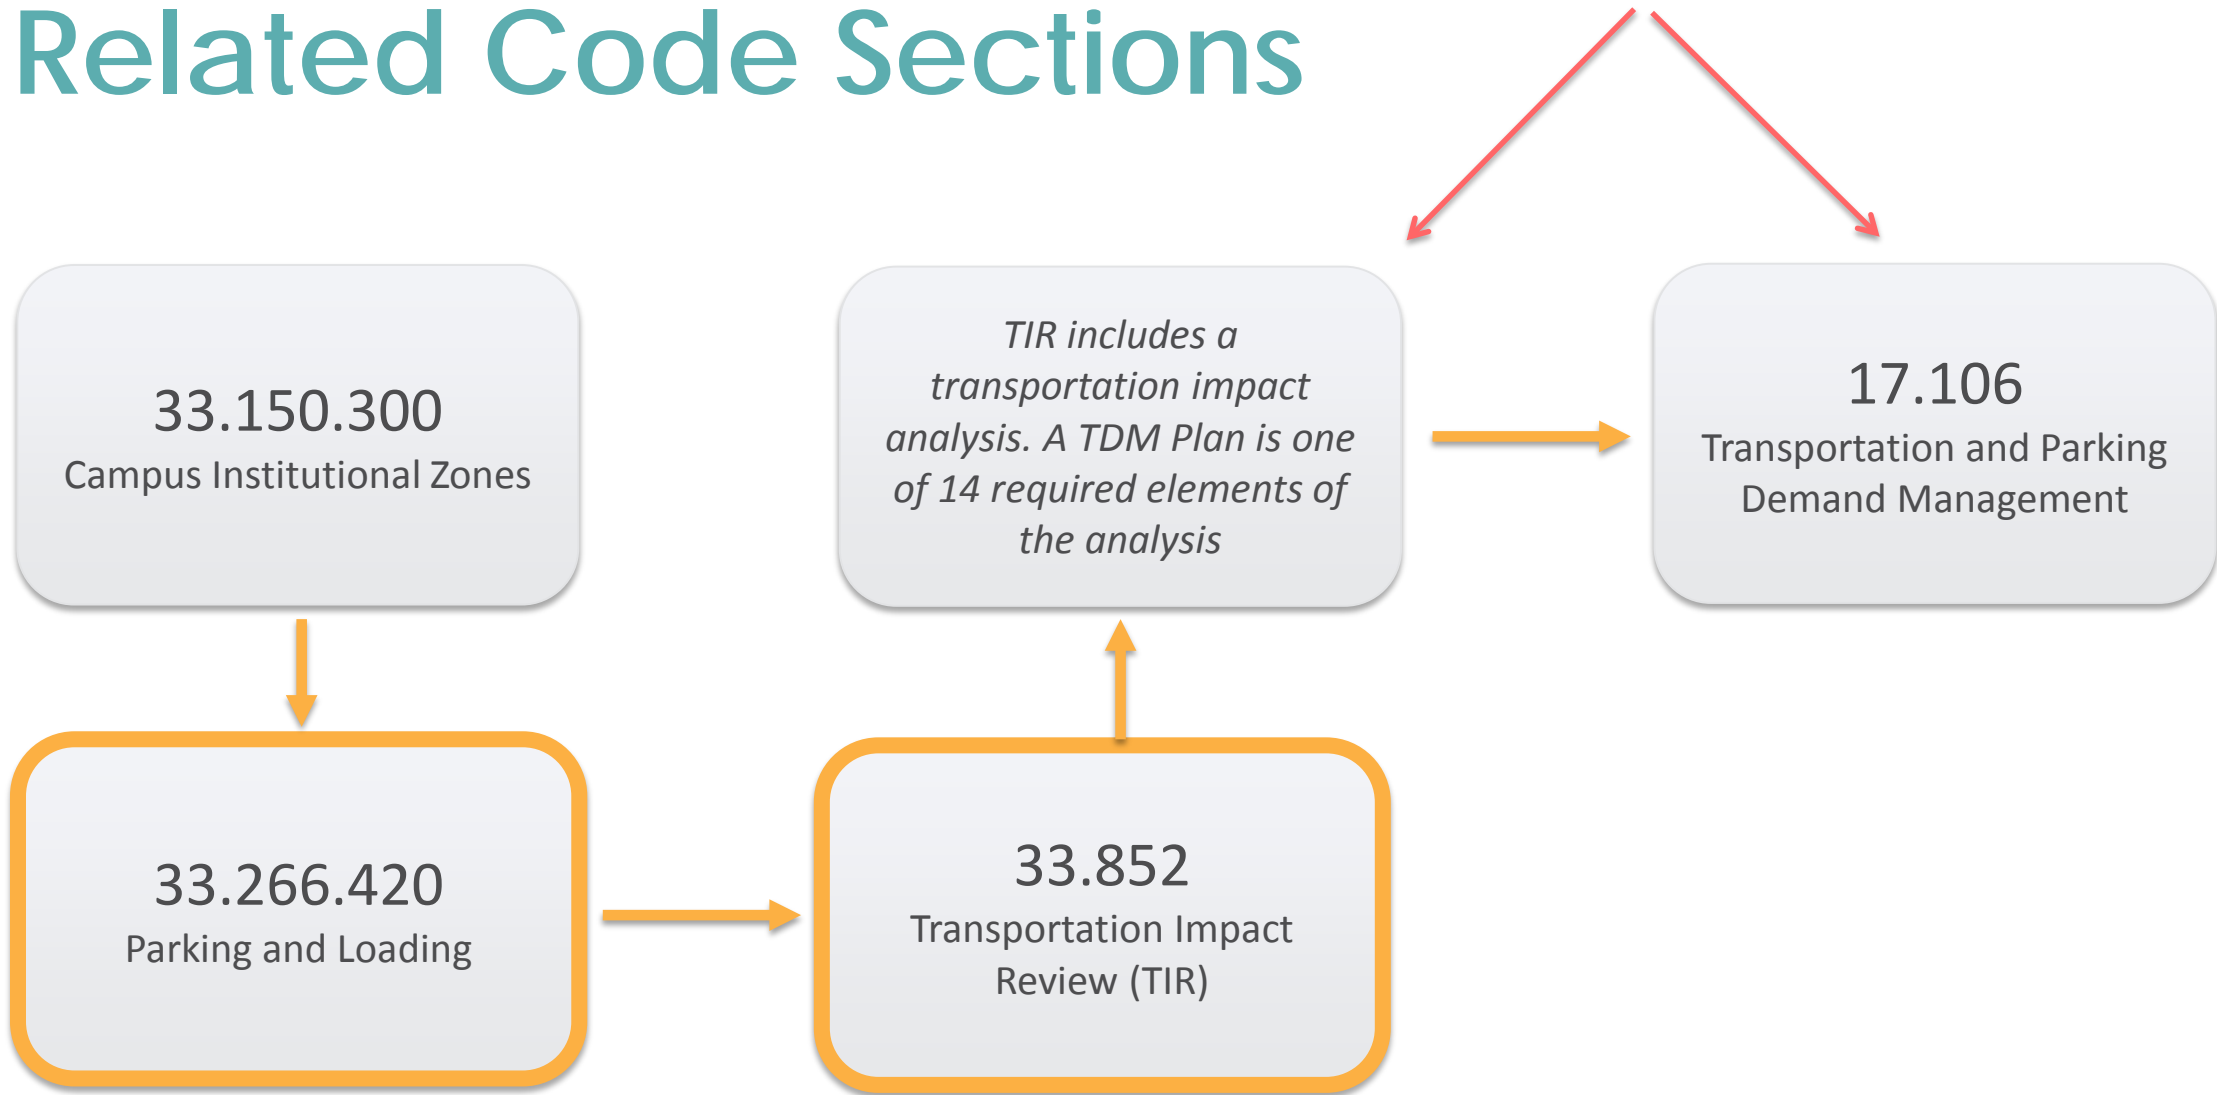 Related Code Sections
33.150.300
Campus Institutional Zones
TIR includes a
transportation impact
analysis. A TDM Plan is one
of 14 required elements of
the analysis
17.106
Transportation and Parking
Demand Management
33.266.420
Parking and Loading
33.852
Transportation Impact
Review (TIR)